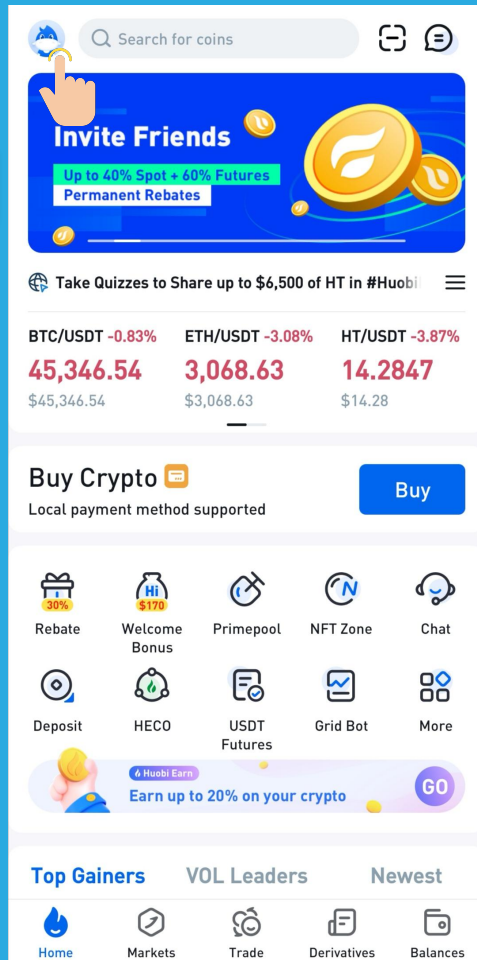 Search for coins
Invite Friends
Up to 40% Spot + 60% Futures
Permanent Rebates
Take Quizzes to Share up to $6,500 of HT in #Huobi
BTC/USDT -0.83% ETH/USDT -3.08% HT/USDT -3.87%
45,346.54 3,068.63 14.2847
$45,346.54 $3,068.63 $14.28
Buy Crypto
Buy
Local payment method supported
30% Hi $170 N
Rebate Welcome Bonus Primepool NFT Zone Chat
Deposit HECO USDT Futures Grid Bot More
Huobi Earn
Earn up to 20% on your crypto
GO
Top Gainers VOL Leaders Newest
Home Markets Trade Derivatives Balances